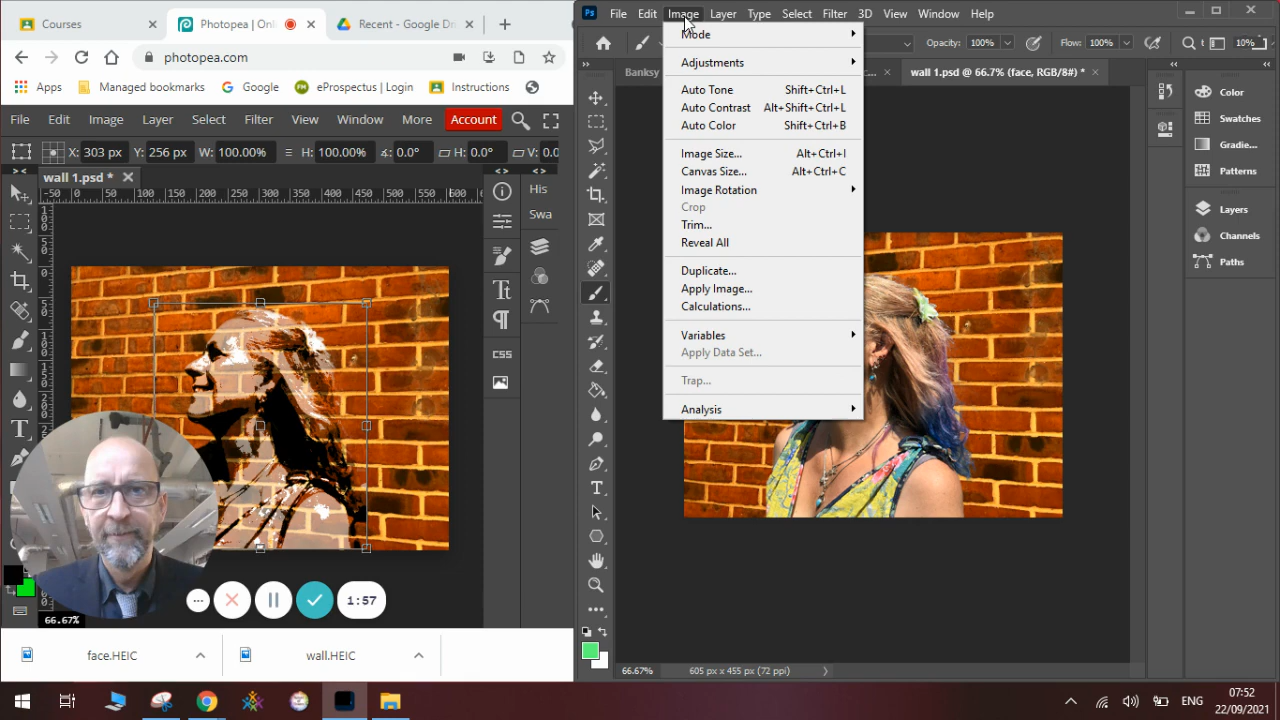 Courses
Photopea | Onli
Recent - Google Dri
photopea.com
Apps
Managed bookmarks
Google
eProspectus | Login
Instructions
File Edit Image Layer Select Filter View Window More Account
X: 303 px Y: 256 px W: 100.00% H: 100.00% 0.0° H: 0.0° V: 0.0
wall 1.psd *
-50 0 50 100 150 200 250 300 350 400 450 500 550 600
His
Swa
CSS
66.67%
1:57
face.HEIC
wall.HEIC
Ps File Edit Image Layer Type Select Filter 3D View Window Help
Opacity: 100% Flow: 100% 10%
Banksy
wall 1.psd @ 66.7% (face, RGB/8#) *
Mode
Adjustments
Auto Tone Shift+Ctrl+L
Auto Contrast Alt+Shift+Ctrl+L
Auto Color Shift+Ctrl+B
Image Size... Alt+Ctrl+I
Canvas Size... Alt+Ctrl+C
Image Rotation
Crop
Trim...
Reveal All
Duplicate...
Apply Image...
Calculations...
Variables
Apply Data Set...
Trap...
Analysis
Color
Swatches
Gradie...
Patterns
Layers
Channels
Paths
66.67% 605 px x 455 px (72 ppi)
ENG
07:52
22/09/2021